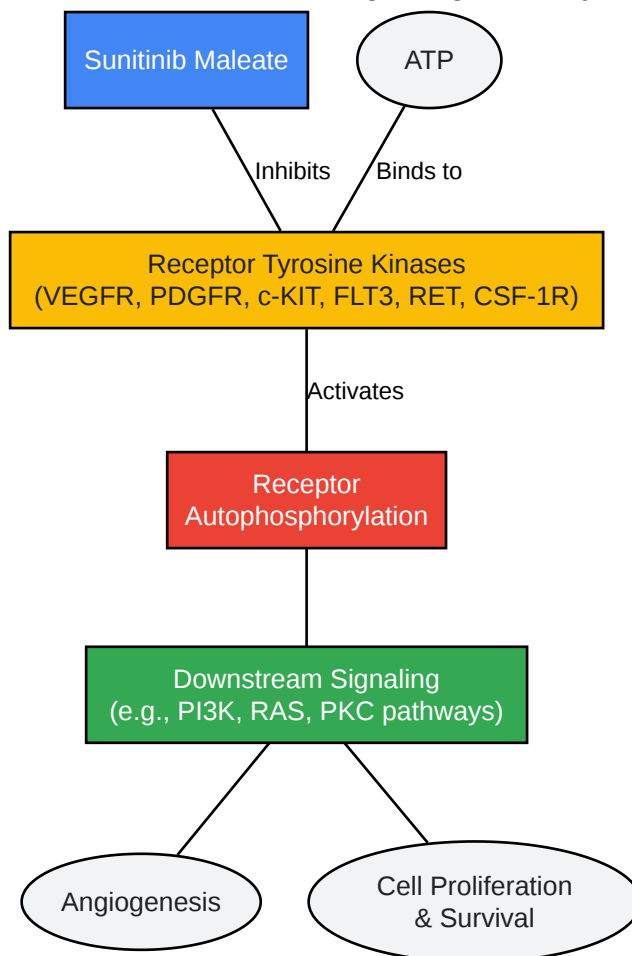 Sunitinib Maleate
ATP
Inhibits
Binds to
Receptor Tyrosine Kinases
(VEGFR, PDGFR, c-KIT, FLT3, RET, CSF-1R)
Activates
Receptor
Autophosphorylation
Downstream Signaling
(e.g., PI3K, RAS, PKC pathways)
Angiogenesis
Cell Proliferation
& Survival